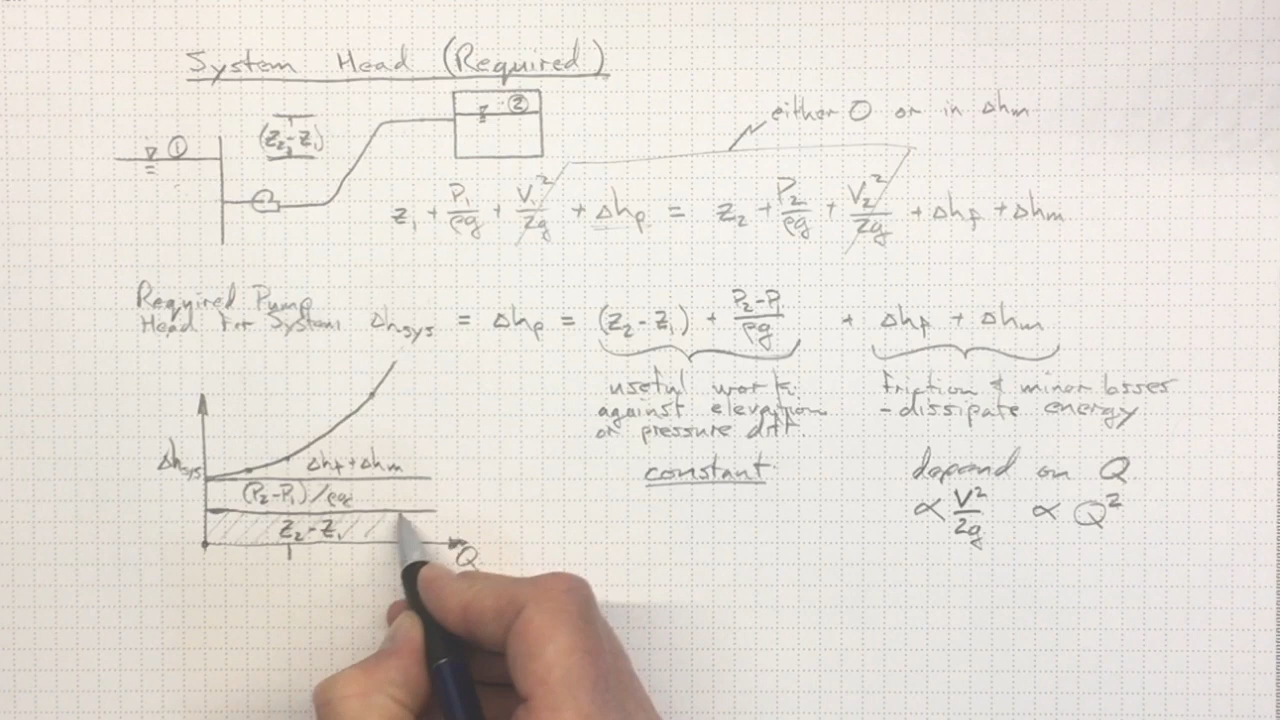 System Head (Required)
①
(z₂-z₁)
②
either 0 or in Δhm
z₁ + P₁/ρg + V₁²/2g + Δhp = z₂ + P₂/ρg + V₂²/2g + Δhf + Δhm
Required Pump
Head For System Δhsys = Δhp = (z₂-z₁) + P₂-P₁/ρg + Δhf + Δhm
useful work
against elevation
or pressure diff.
constant
friction & minor losses
- dissipate energy
depend on Q
∝ V²/2g ∝ Q²
Δhsys
Δhf+Δhm
(P₂-P₁)/ρg
z₂-z₁
Q